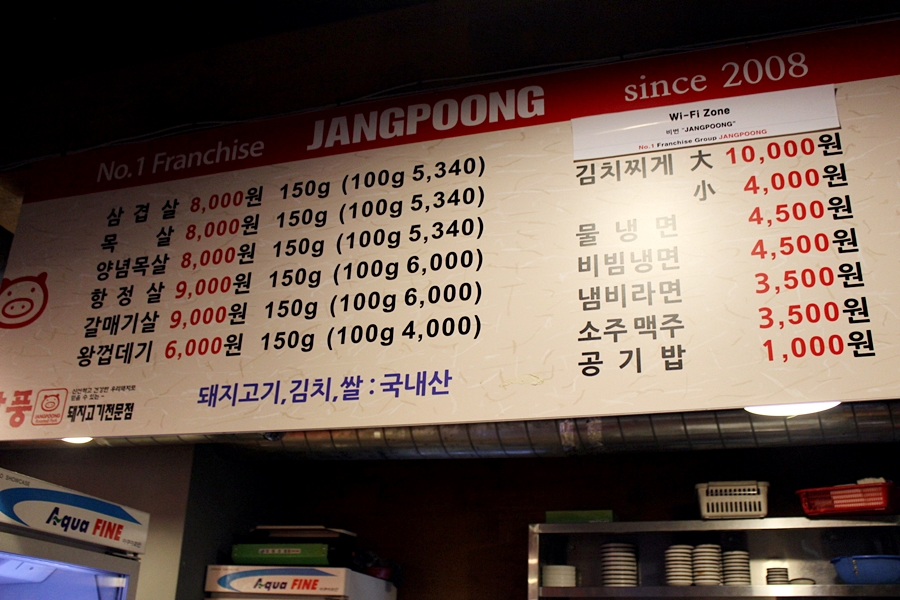 No.1 Franchise JANGPOONG since 2008
Wi-Fi Zone
비번 "JANGPOONG"
No.1 Franchise Group JANGPOONG
삼겹살 8,000원 150g (100g 5,340)
목살 8,000원 150g (100g 5,340)
양념목살 8,000원 150g (100g 5,340)
항정살 9,000원 150g (100g 6,000)
갈매기살 9,000원 150g (100g 6,000)
왕껍데기 6,000원 150g (100g 4,000)
김치찌게 大 10,000원
小 4,000원
물냉면 4,500원
비빔냉면 4,500원
냄비라면 3,500원
소주맥주 3,500원
공기밥 1,000원
돼지고기,김치,쌀 : 국내산
풍
돼지고기전문점
Aqua FINE
Aqua FINE